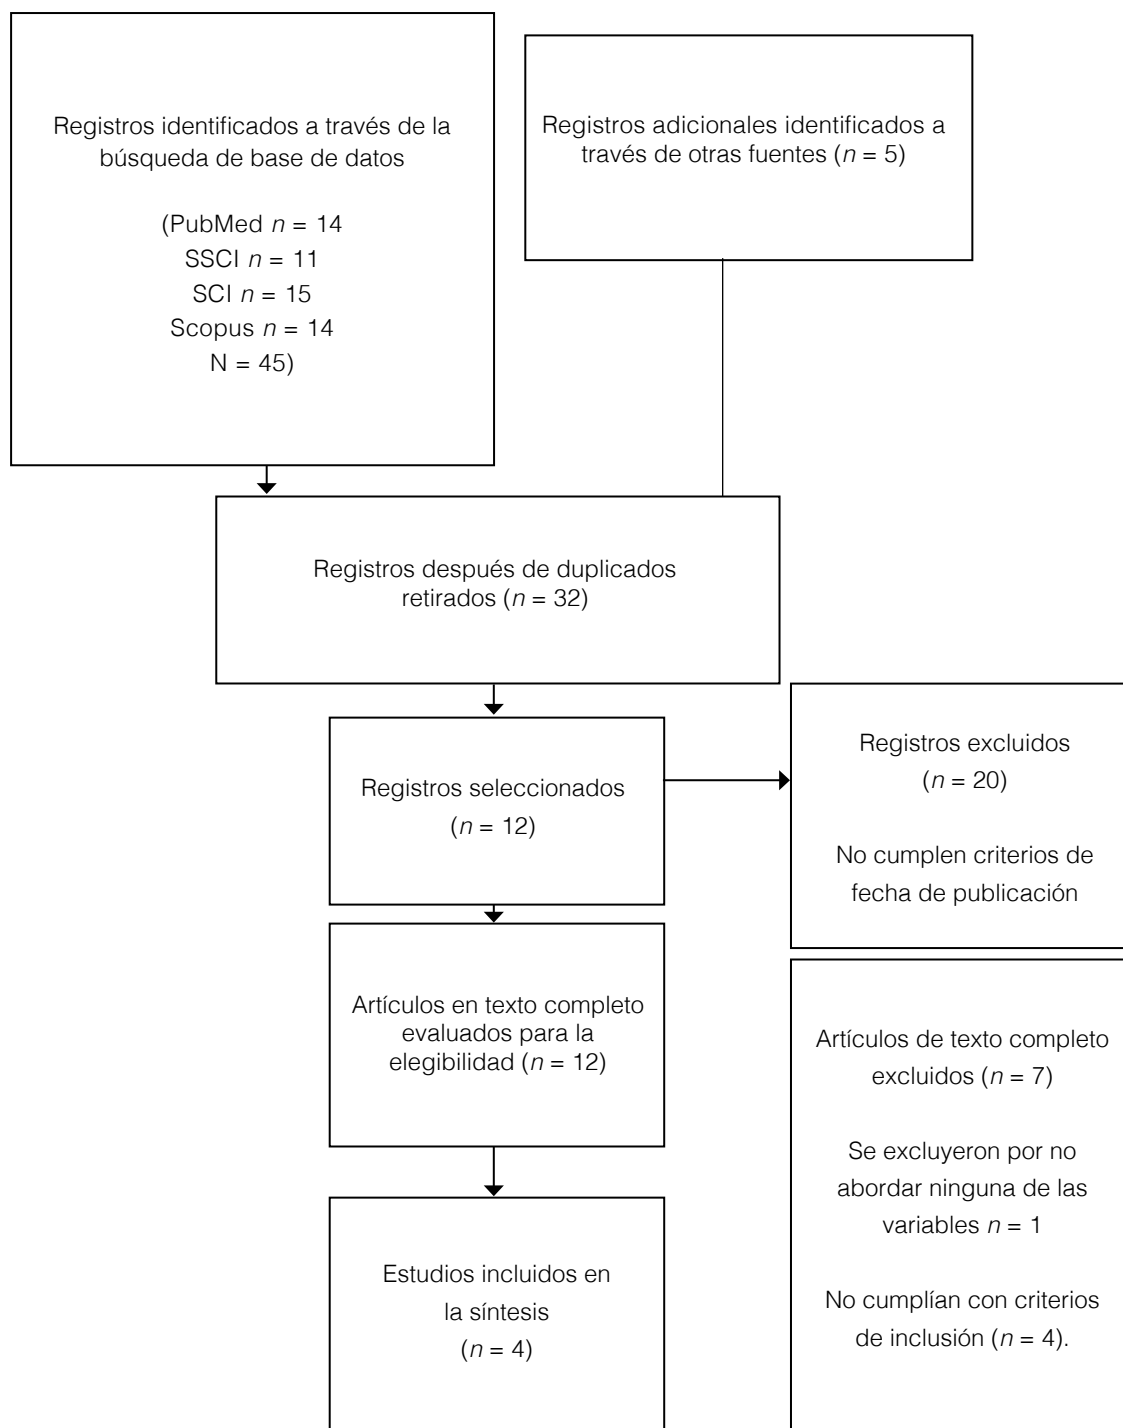 Registros identificados a través de la
búsqueda de base de datos
(PubMed n = 14
SSCI n = 11
SCI n = 15
Scopus n = 14
N = 45)
Registros adicionales identificados a
través de otras fuentes (n = 5)
Registros después de duplicados
retirados (n = 32)
Registros seleccionados
(n = 12)
Registros excluidos
(n = 20)
No cumplen criterios de
fecha de publicación
Artículos en texto completo
evaluados para la
elegibilidad (n = 12)
Artículos de texto completo
excluidos (n = 7)
Se excluyeron por no
abordar ninguna de las
variables n = 1
No cumplían con criterios
de inclusión (n = 4).
Estudios incluidos en
la síntesis
(n = 4)